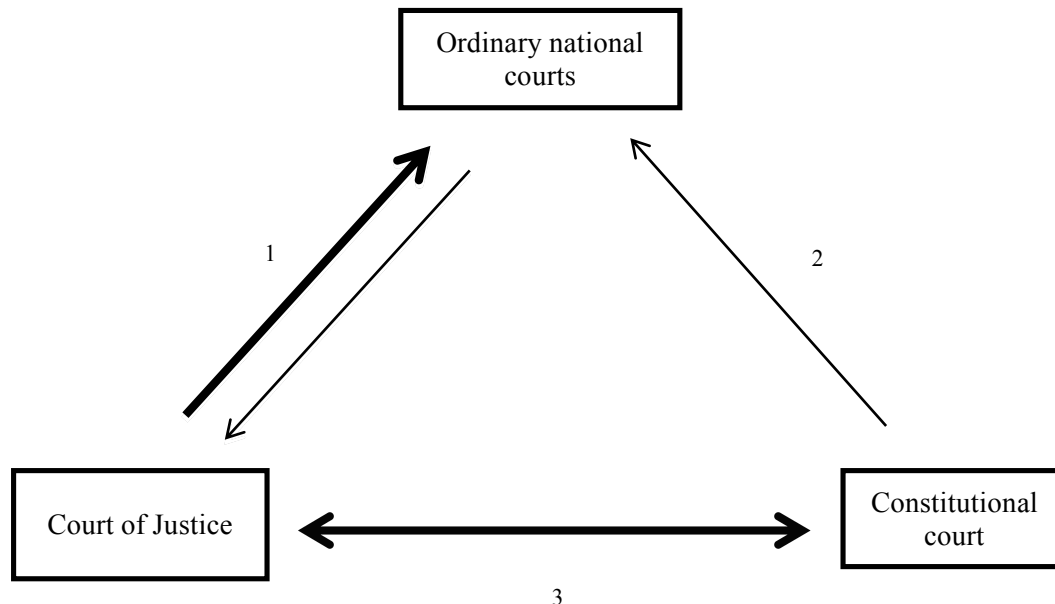 Ordinary national
courts
1
2
Court of Justice
Constitutional
court
3